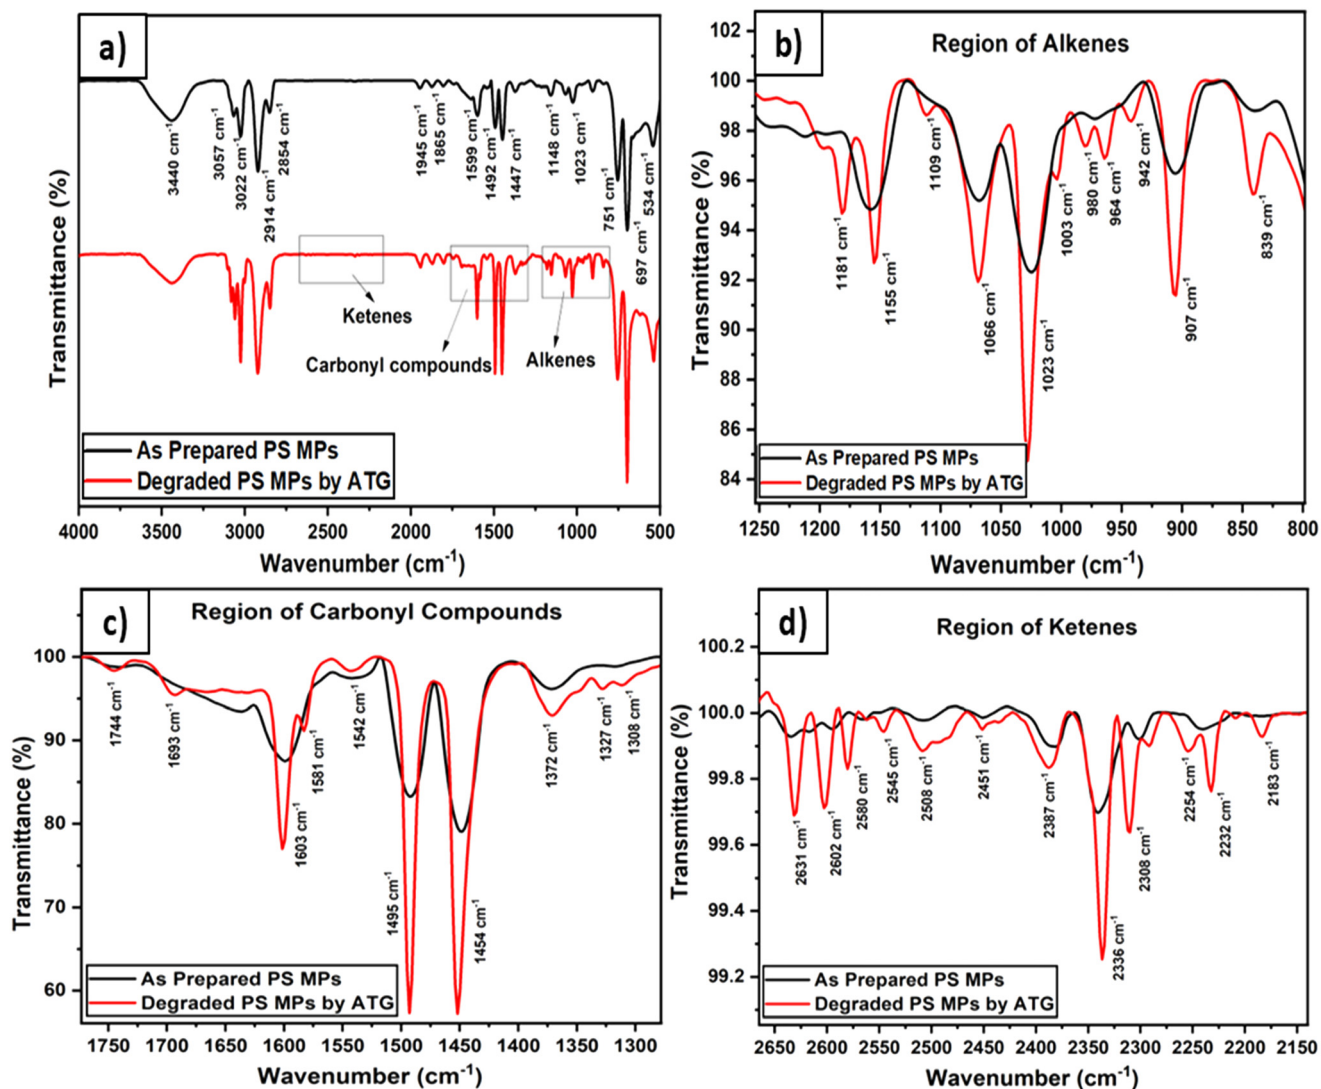 a)
3440 cm-1
3057 cm-1
3022 cm-1
2914 cm-1
2854 cm-1
1945 cm-1
1865 cm-1
1599 cm-1
1492 cm-1
1447 cm-1
1148 cm-1
1023 cm-1
751 cm-1
697 cm-1
534 cm-1
Ketenes
Carbonyl compounds
Alkenes
As Prepared PS MPs
Degraded PS MPs by ATG
Transmittance (%)
4000 3500 3000 2500 2000 1500 1000 500
Wavenumber (cm-1)
b)
Region of Alkenes
102
100
98
96
94
92
90
88
86
84
Transmittance (%)
1181 cm-1
1155 cm-1
1109 cm-1
1066 cm-1
1023 cm-1
1003 cm-1
980 cm-1
964 cm-1
942 cm-1
907 cm-1
839 cm-1
As Prepared PS MPs
Degraded PS MPs by ATG
1250 1200 1150 1100 1050 1000 950 900 850 800
Wavenumber (cm-1)
c)
Region of Carbonyl Compounds
100
90
80
70
60
Transmittance (%)
1744 cm-1
1693 cm-1
1603 cm-1
1581 cm-1
1542 cm-1
1495 cm-1
1454 cm-1
1372 cm-1
1327 cm-1
1308 cm-1
As Prepared PS MPs
Degraded PS MPs by ATG
1750 1700 1650 1600 1550 1500 1450 1400 1350 1300
Wavenumber (cm-1)
d)
Region of Ketenes
100.2
100.0
99.8
99.6
99.4
99.2
Transmittance (%)
2631 cm-1
2602 cm-1
2580 cm-1
2545 cm-1
2508 cm-1
2451 cm-1
2387 cm-1
2336 cm-1
2308 cm-1
2254 cm-1
2232 cm-1
2183 cm-1
As Prepared PS MPs
Degraded PS MPs by ATG
2650 2600 2550 2500 2450 2400 2350 2300 2250 2200 2150
Wavenumber (cm-1)